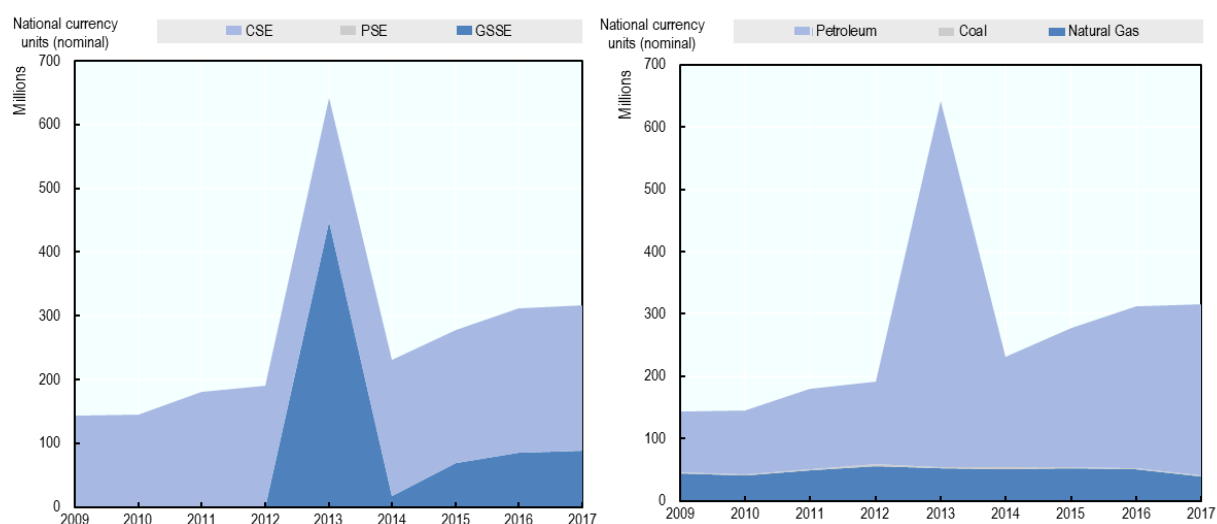 National currency
units (nominal)
CSE PSE GSSE
Millions
700
600
500
400
300
200
100
0
2009 2010 2011 2012 2013 2014 2015 2016 2017
National currency
units (nominal)
Petroleum Coal Natural Gas
Millions
700
600
500
400
300
200
100
0
2009 2010 2011 2012 2013 2014 2015 2016 2017